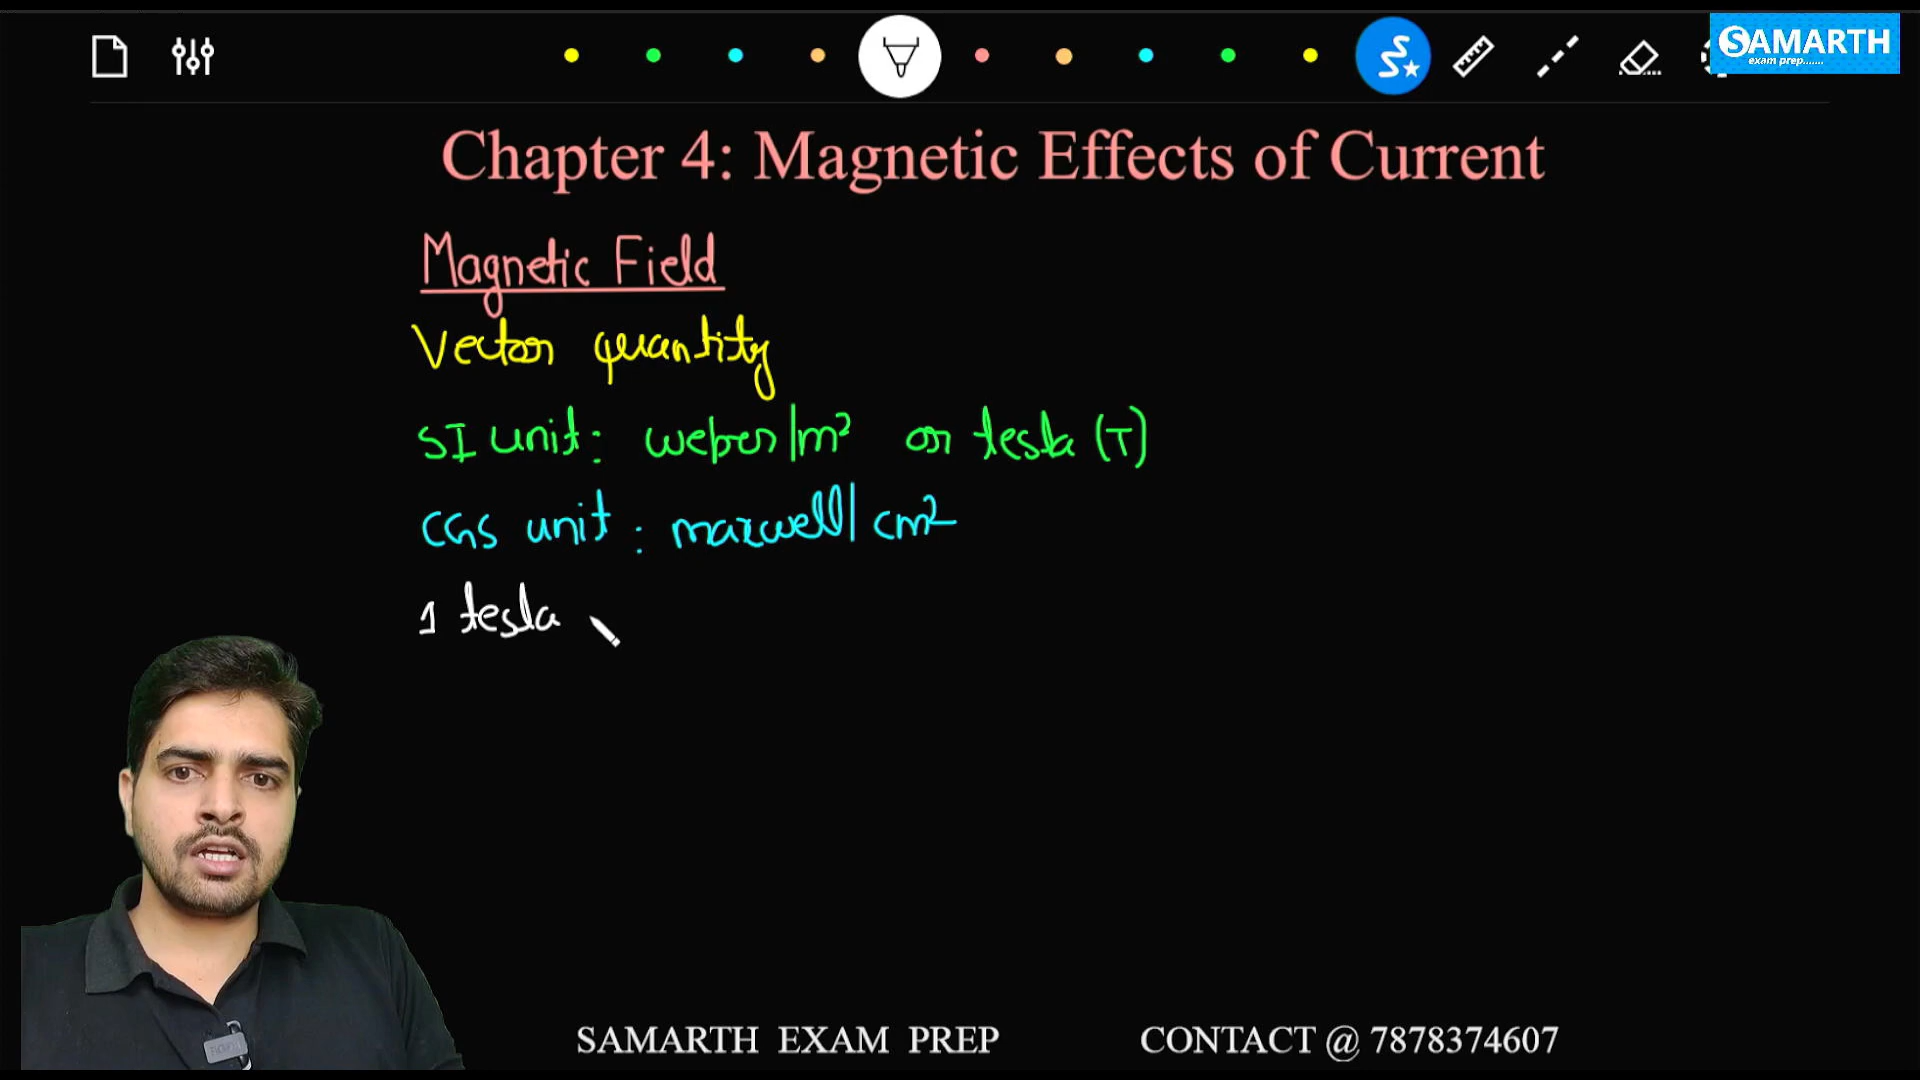 SAMARTH
exam prep......
Chapter 4: Magnetic Effects of Current
Magnetic Field
Vector quantity
SI unit: weber/m² or tesla (T)
CGS unit: maxwell/cm²
1 tesla
SAMARTH EXAM PREP CONTACT @ 7878374607